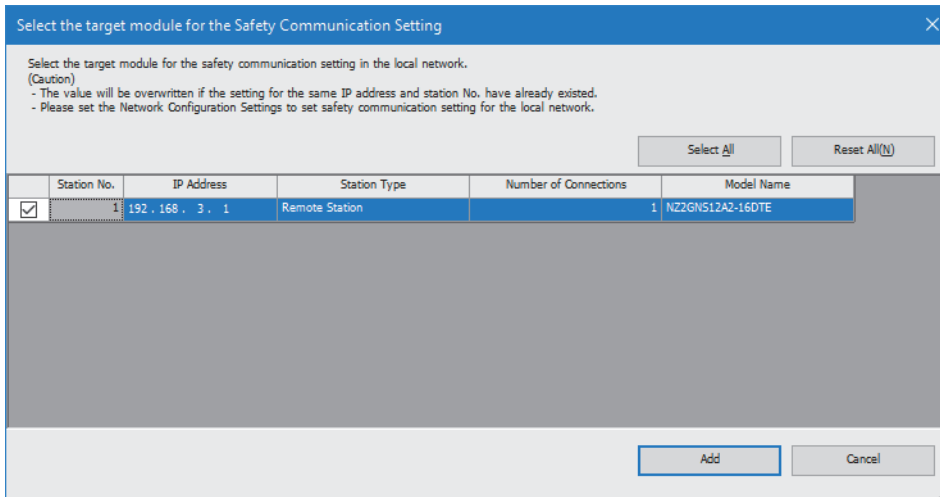 Select the target module for the Safety Communication Setting
Select the target module for the safety communication setting in the local network.
(Caution)
- The value will be overwritten if the setting for the same IP address and station No. have already existed.
- Please set the Network Configuration Settings to set safety communication setting for the local network.
Select All Reset All(N)
Station No. IP Address Station Type Number of Connections Model Name
1 192 . 168 . 3 . 1 Remote Station 1 NZ2GNS12A2-16DTE
Add Cancel